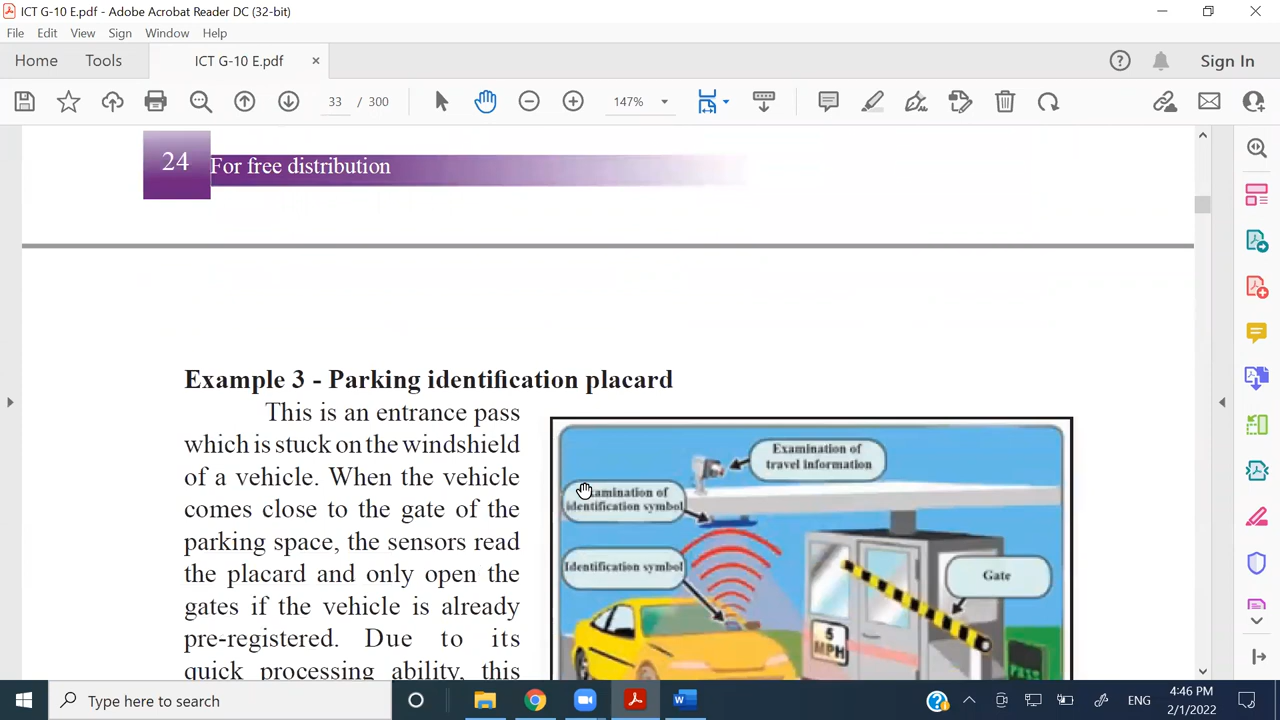 ICT G-10 E.pdf - Adobe Acrobat Reader DC (32-bit)
File Edit View Sign Window Help
Home Tools ICT G-10 E.pdf × Sign In
33 / 300 147%
24 For free distribution
Example 3 - Parking identification placard
This is an entrance pass
which is stuck on the windshield
of a vehicle. When the vehicle
comes close to the gate of the
parking space, the sensors read
the placard and only open the
gates if the vehicle is already
pre-registered. Due to its
quick processing ability, this
Examination of
travel information
of
identification symbol
Identification symbol
Gate
5
MPH
PASS
Type here to search
ENG
4:46 PM
2/1/2022